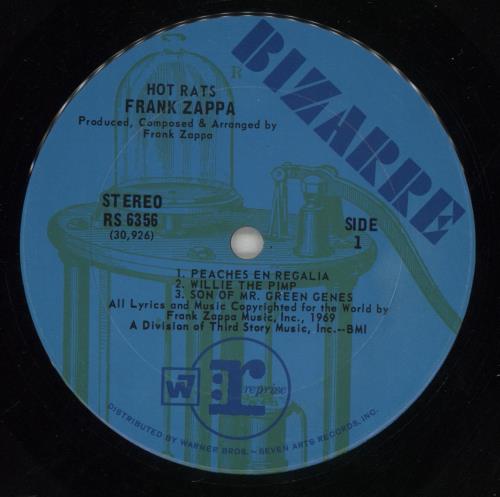 BIZARRE
HOT RATS
FRANK ZAPPA
Produced, Composed & Arranged by
Frank Zappa
STEREO
RS 6356
(30,926)
SIDE
1
1. PEACHES EN REGALIA
2. WILLIE THE PIMP
3. SON OF MR. GREEN GENES
All Lyrics and Music Copyrighted for the World by
Frank Zappa Music, Inc., 1969
A Division of Third Story Music, Inc.--BMI
W7
:r
reprise
DISTRIBUTED BY WARNER BROS. ~ SEVEN ARTS RECORDS, INC.